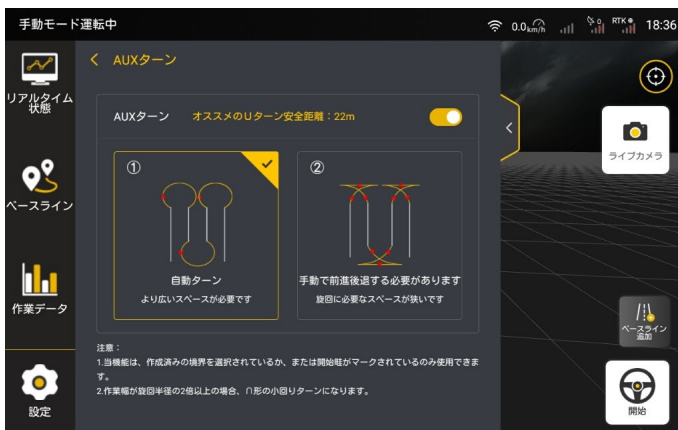 手動モード運転中
0.0km/h
0
RTK
18:36
リアルタイム
状態
ベースライン
作業データ
設定
AUXターン
AUXターン オススメのUターン安全距離：22m
①
自動ターン
より広いスペースが必要です
②
手動で前進後退する必要があります
旋回に必要なスペースが狭いです
注意：
1.当機能は、作成済みの境界を選択されているか、または開始畦がマークされているのみ使用できま
す。
2.作業幅が旋回半径の2倍以上の場合、∩形の小回りターンになります。
ライブカメラ
ベースライン
追加
開始